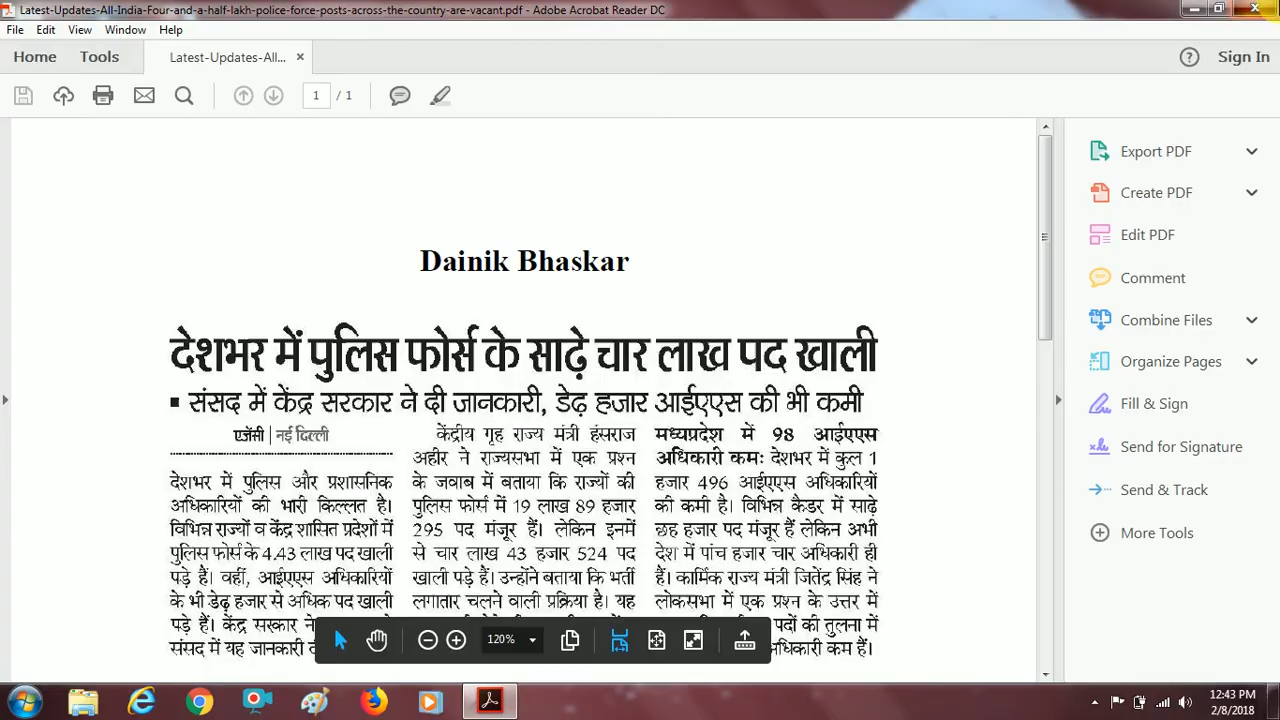 Latest-Updates-All-India-Four-and-a-half-lakh-police-force-posts-across-the-country-are-vacant.pdf - Adobe Acrobat Reader DC
File Edit View Window Help
Home Tools Latest-Updates-All... × ? Sign In
1 / 1
Export PDF
Create PDF
Edit PDF
Comment
Combine Files
Organize Pages
Fill & Sign
Send for Signature
Send & Track
More Tools
Dainik Bhaskar
देशभर में पुलिस फोर्स के साढ़े चार लाख पद खाली
▪ संसद में केंद्र सरकार ने दी जानकारी, डेढ़ हजार आईएएस की भी कमी
एजेंसी | नई दिल्ली
देशभर में पुलिस और प्रशासनिक
अधिकारियों की भारी किल्लत है।
विभिन्न राज्यों व केंद्र शासित प्रदेशों में
पुलिस फोर्स के 4.43 लाख पद खाली
पड़े हैं। वहीं, आईएएस अधिकारियों
के भी डेढ़ हजार से अधिक पद खाली
पड़े हैं। केंद्र सरकार ने
संसद में यह जानकारी
केंद्रीय गृह राज्य मंत्री हंसराज
अहीर ने राज्यसभा में एक प्रश्न
के जवाब में बताया कि राज्यों की
पुलिस फोर्स में 19 लाख 89 हजार
295 पद मंजूर हैं। लेकिन इनमें
से चार लाख 43 हजार 524 पद
खाली पड़े हैं। उन्होंने बताया कि भर्ती
लगातार चलने वाली प्रक्रिया है। यह
मध्यप्रदेश में 98 आईएएस
अधिकारी कमः देशभर में कुल 1
हजार 496 आईएएस अधिकारियों
की कमी है। विभिन्न कैडर में साढ़े
छह हजार पद मंजूर हैं लेकिन अभी
देश में पांच हजार चार अधिकारी ही
हैं। कार्मिक राज्य मंत्री जितेंद्र सिंह ने
लोकसभा में एक प्रश्न के उत्तर में
पदों की तुलना में
अधिकारी कम हैं।
120%
12:43 PM
2/8/2018